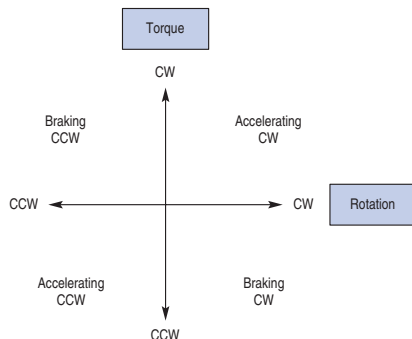 Torque
CW
Braking
CCW
Accelerating
CW
CCW
CW
Rotation
Accelerating
CCW
Braking
CW
CCW